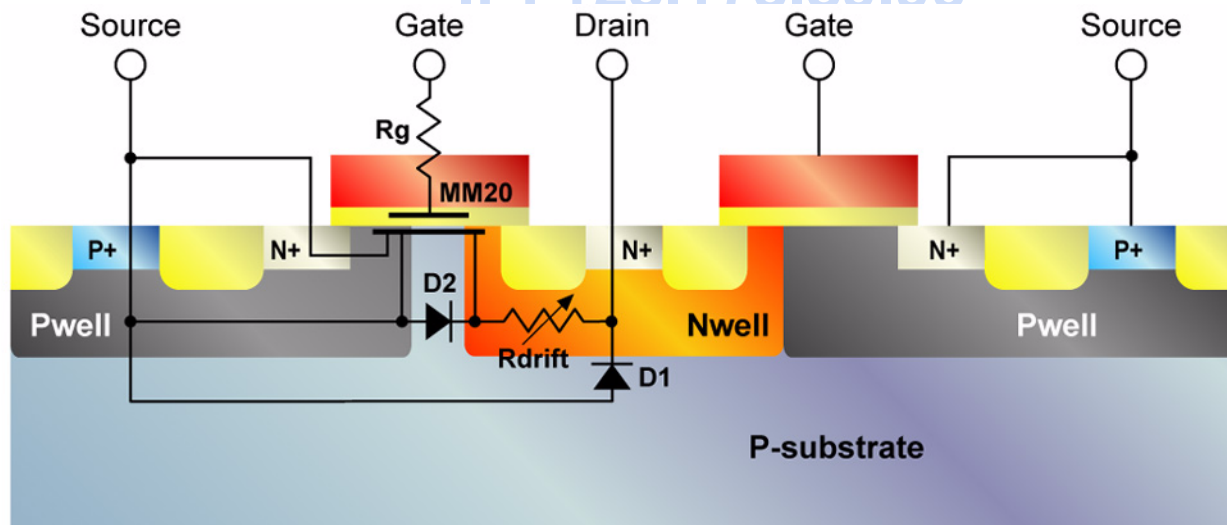 Source Gate Drain Gate Source
Rg
MM20
P+ N+ N+ N+ P+
D2
Pwell Nwell Pwell
Rdrift D1
P-substrate